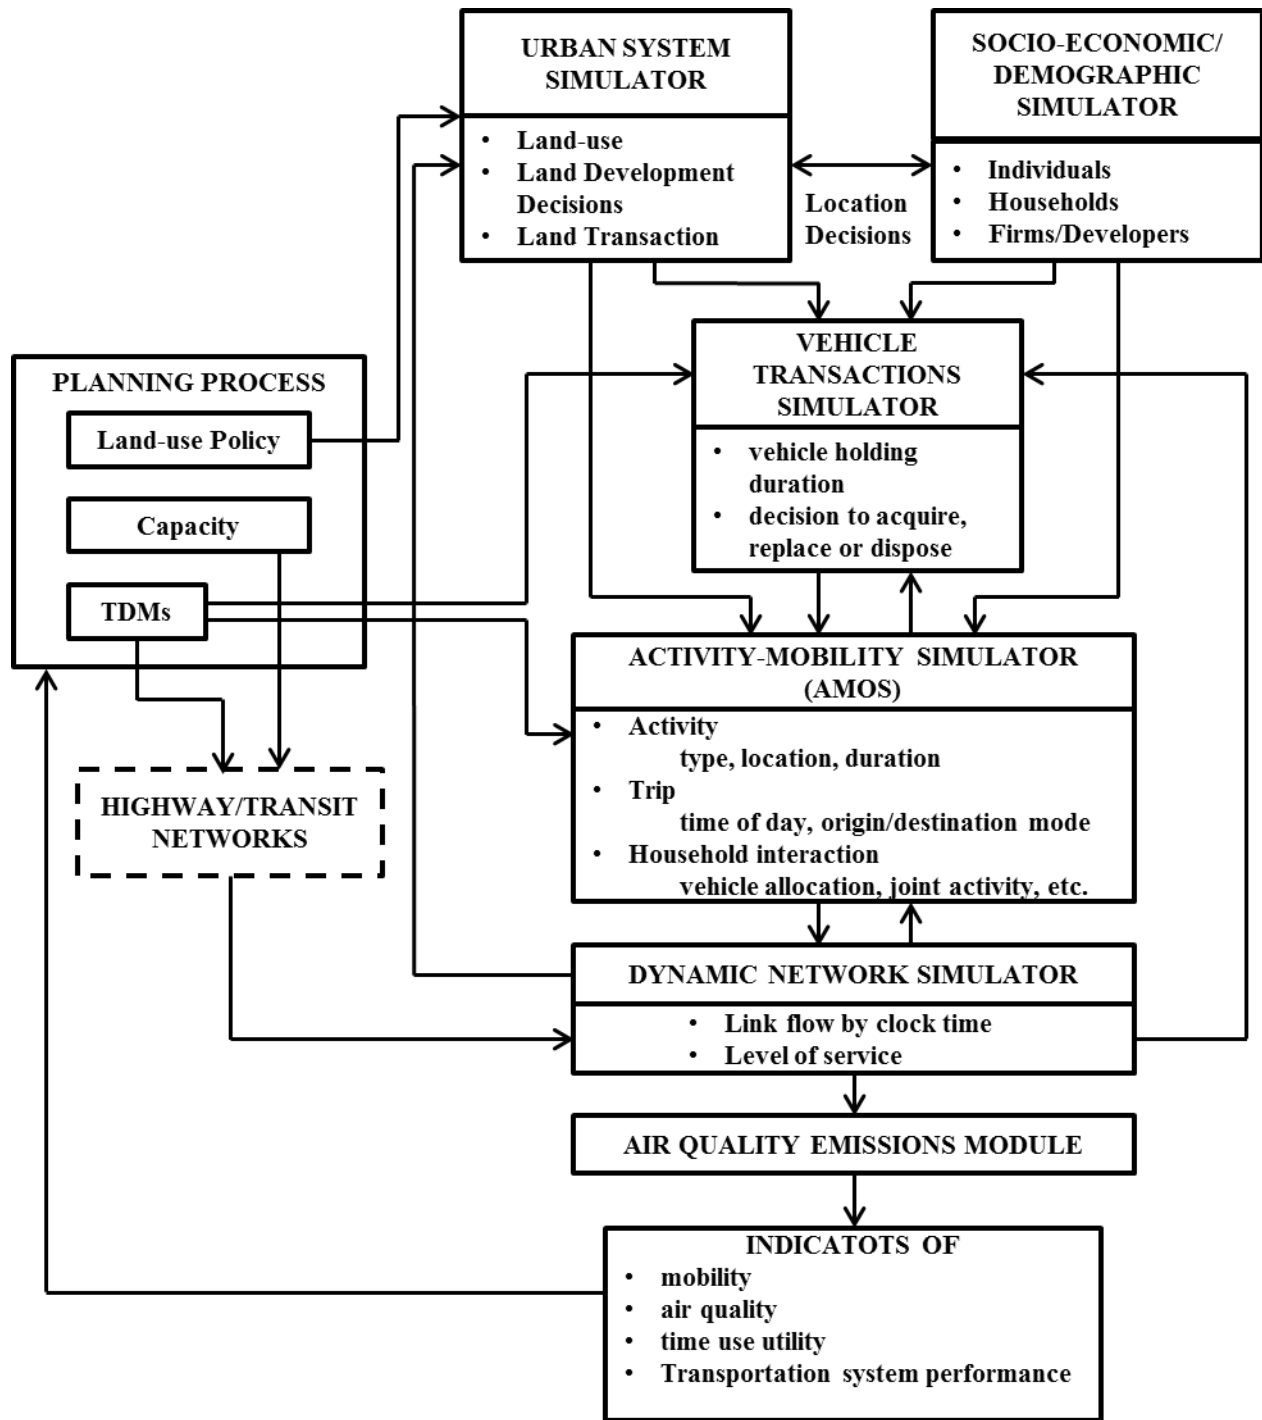 URBAN SYSTEM
SIMULATOR
• Land-use
• Land Development
Decisions
• Land Transaction
SOCIO-ECONOMIC/
DEMOGRAPHIC
SIMULATOR
• Individuals
• Households
• Firms/Developers
Location
Decisions
VEHICLE
TRANSACTIONS
SIMULATOR
• vehicle holding
duration
• decision to acquire,
replace or dispose
PLANNING PROCESS
Land-use Policy
Capacity
TDMs
HIGHWAY/TRANSIT
NETWORKS
ACTIVITY-MOBILITY SIMULATOR
(AMOS)
• Activity
type, location, duration
• Trip
time of day, origin/destination mode
• Household interaction
vehicle allocation, joint activity, etc.
DYNAMIC NETWORK SIMULATOR
• Link flow by clock time
• Level of service
AIR QUALITY EMISSIONS MODULE
INDICATOTS OF
• mobility
• air quality
• time use utility
• Transportation system performance